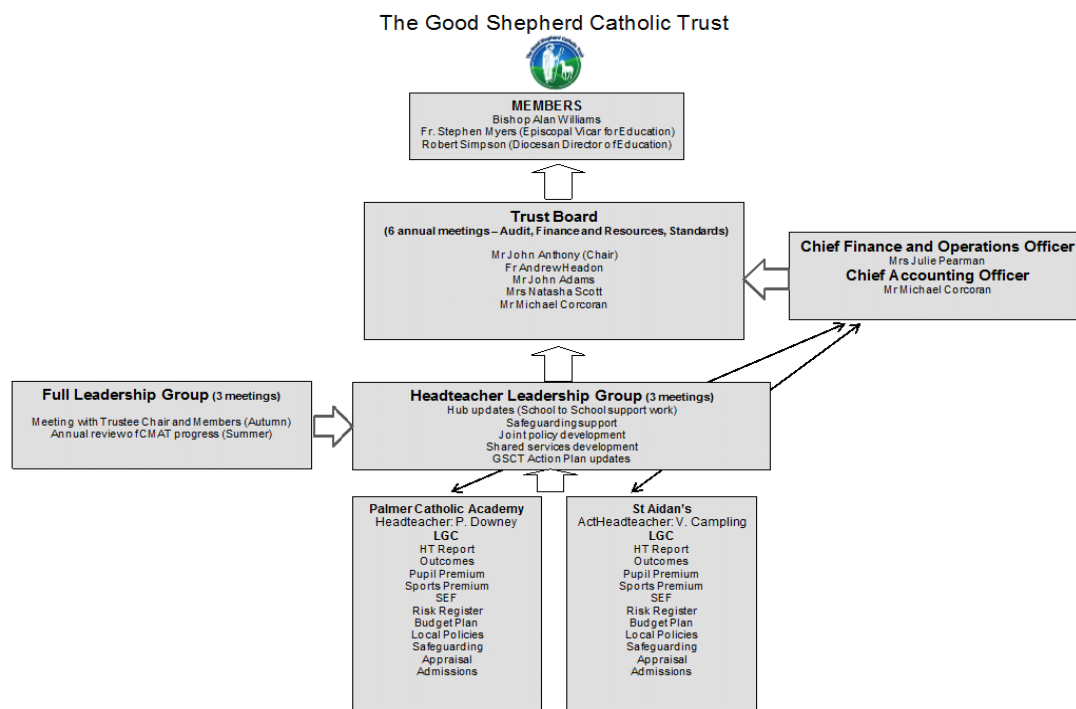 The Good Shepherd Catholic Trust
The Good Shepherd Catholic Trust
MEMBERS
Bishop Alan Williams
Fr. Stephen Myers (Episcopal Vicar for Education)
Robert Simpson (Diocesan Director of Education)
Trust Board
(6 annual meetings – Audit, Finance and Resources, Standards)
Mr John Anthony (Chair)
Fr Andrew Headon
Mr John Adams
Mrs Natasha Scott
Mr Michael Corcoran
Chief Finance and Operations Officer
Mrs Julie Pearman
Chief Accounting Officer
Mr Michael Corcoran
Full Leadership Group (3 meetings)
Meeting with Trustee Chair and Members (Autumn)
Annual review of CMAT progress (Summer)
Headteacher Leadership Group (3 meetings)
Hub updates (School to School support work)
Safeguarding support
Joint policy development
Shared services development
GSCT Action Plan updates
Palmer Catholic Academy
Headteacher: P. Downey
LGC
HT Report
Outcomes
Pupil Premium
Sports Premium
SEF
Risk Register
Budget Plan
Local Policies
Safeguarding
Appraisal
Admissions
St Aidan's
ActHeadteacher: V. Campling
LGC
HT Report
Outcomes
Pupil Premium
Sports Premium
SEF
Risk Register
Budget Plan
Local Policies
Safeguarding
Appraisal
Admissions